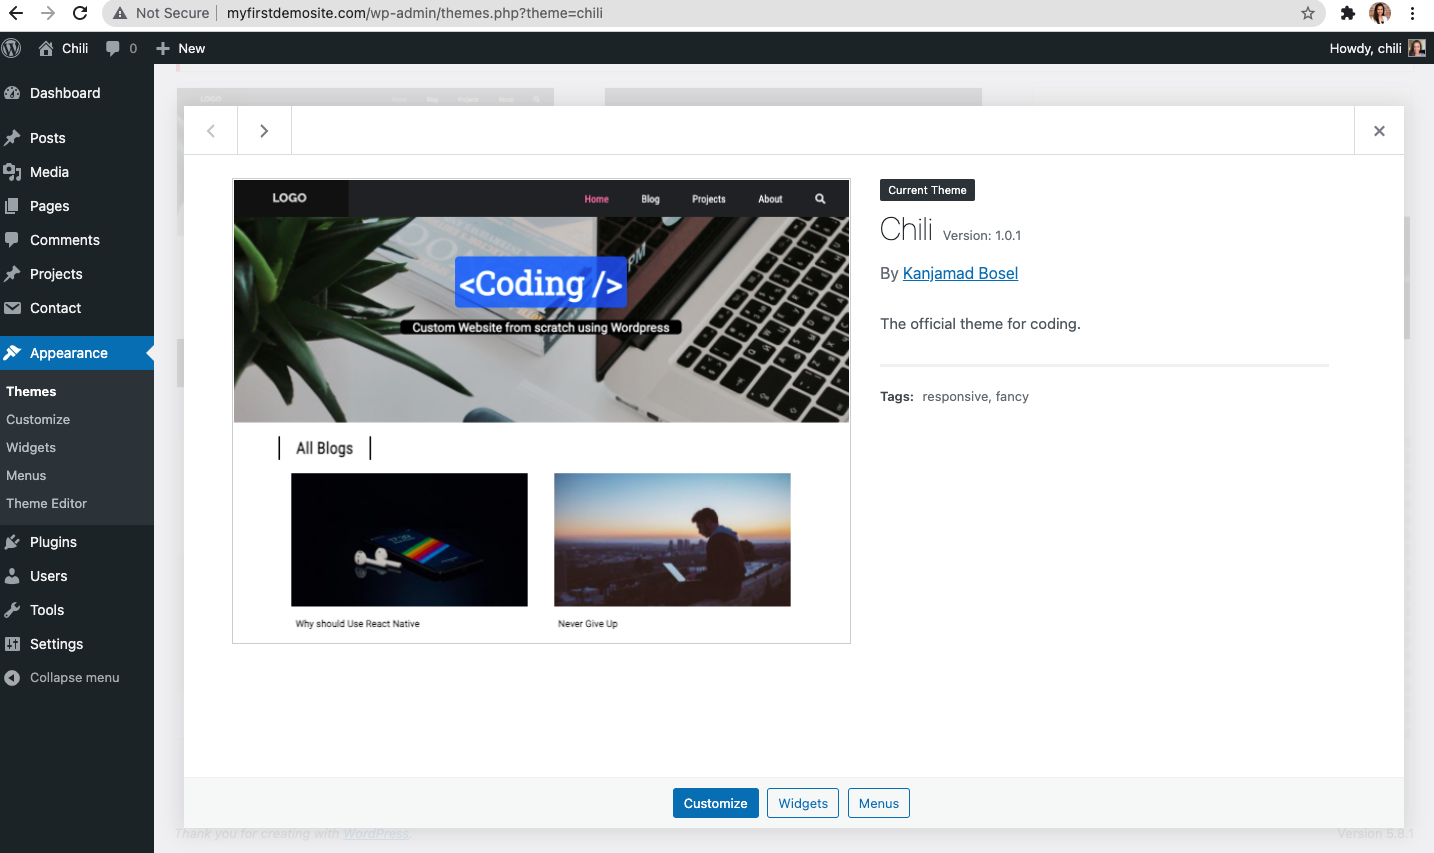 Not Secure | myfirstdemosite.com/wp-admin/themes.php?theme=chili
Chili 0 New
Howdy, chili
Dashboard
Posts
Media
Pages
Comments
Projects
Contact
Appearance
Themes
Customize
Widgets
Menus
Theme Editor
Plugins
Users
Tools
Settings
Collapse menu
LOGO
Home Blog Projects About
<Coding />
Custom Website from scratch using Wordpress
All Blogs
Why should Use React Native
Never Give Up
Current Theme
Chili Version: 1.0.1
By Kanjamad Bosel
The official theme for coding.
Tags: responsive, fancy
Customize Widgets Menus
Thank you for creating with WordPress.
Version 5.8.1